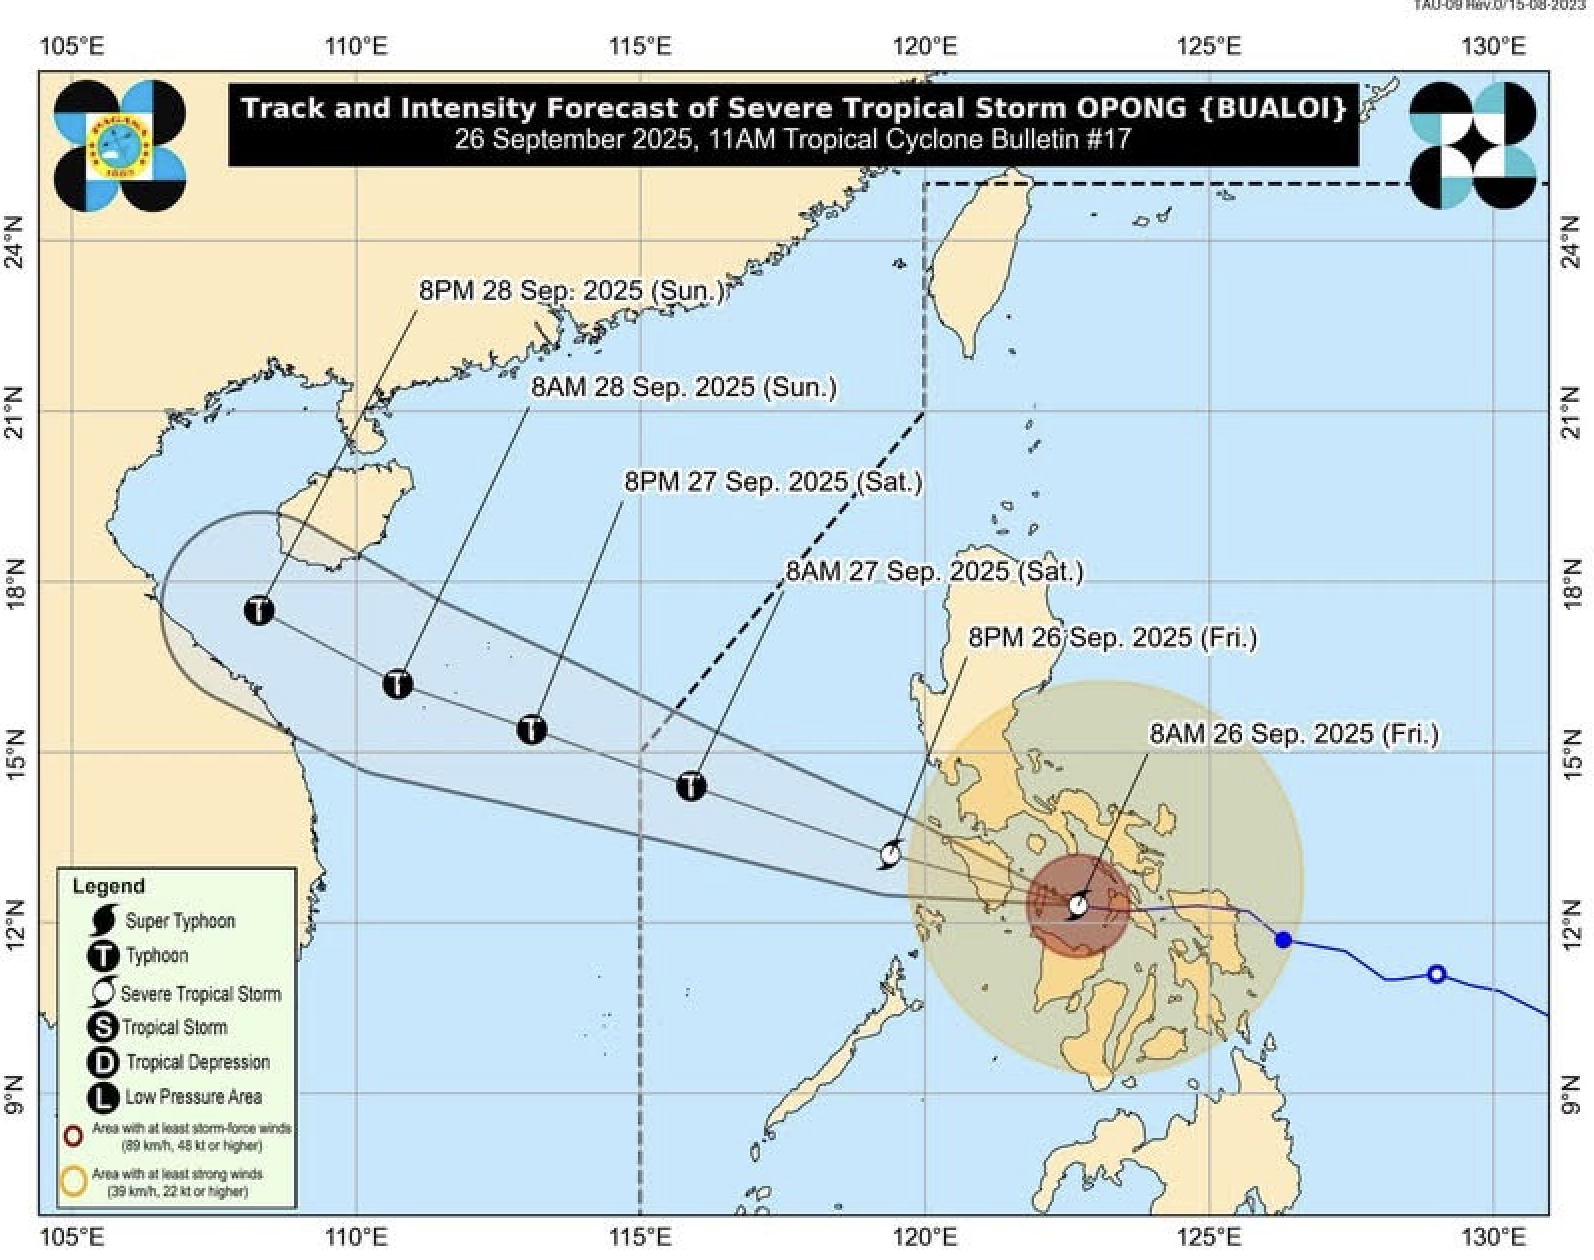 TAU-09 Rev.0/15-08-2023
105°E 110°E 115°E 120°E 125°E 130°E
Track and Intensity Forecast of Severe Tropical Storm OPONG {BUALOI}
26 September 2025, 11AM Tropical Cyclone Bulletin #17
PAGASA
24°N 24°N
8PM 28 Sep. 2025 (Sun.)
8AM 28 Sep. 2025 (Sun.)
21°N 21°N
8PM 27 Sep. 2025 (Sat.)
8AM 27 Sep. 2025 (Sat.)
18°N 18°N
T
8PM 26 Sep. 2025 (Fri.)
T
T
8AM 26 Sep. 2025 (Fri.)
15°N 15°N
T
Legend
Super Typhoon
12°N 12°N
T Typhoon
Severe Tropical Storm
S Tropical Storm
D Tropical Depression
L Low Pressure Area
9°N 9°N
Area with at least storm-force winds
(89 km/h, 48 kt or higher)
Area with at least strong winds
(39 km/h, 22 kt or higher)
105°E 110°E 115°E 120°E 125°E 130°E